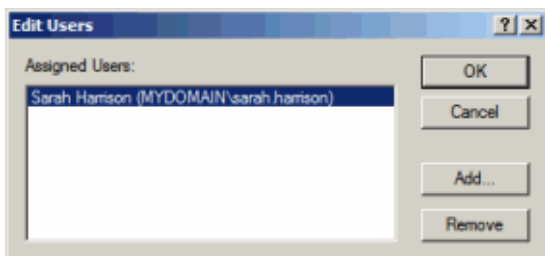 Edit Users
Assigned Users:
Sarah Harrison (MYDOMAIN\sarah.harrison)
OK
Cancel
Add...
Remove